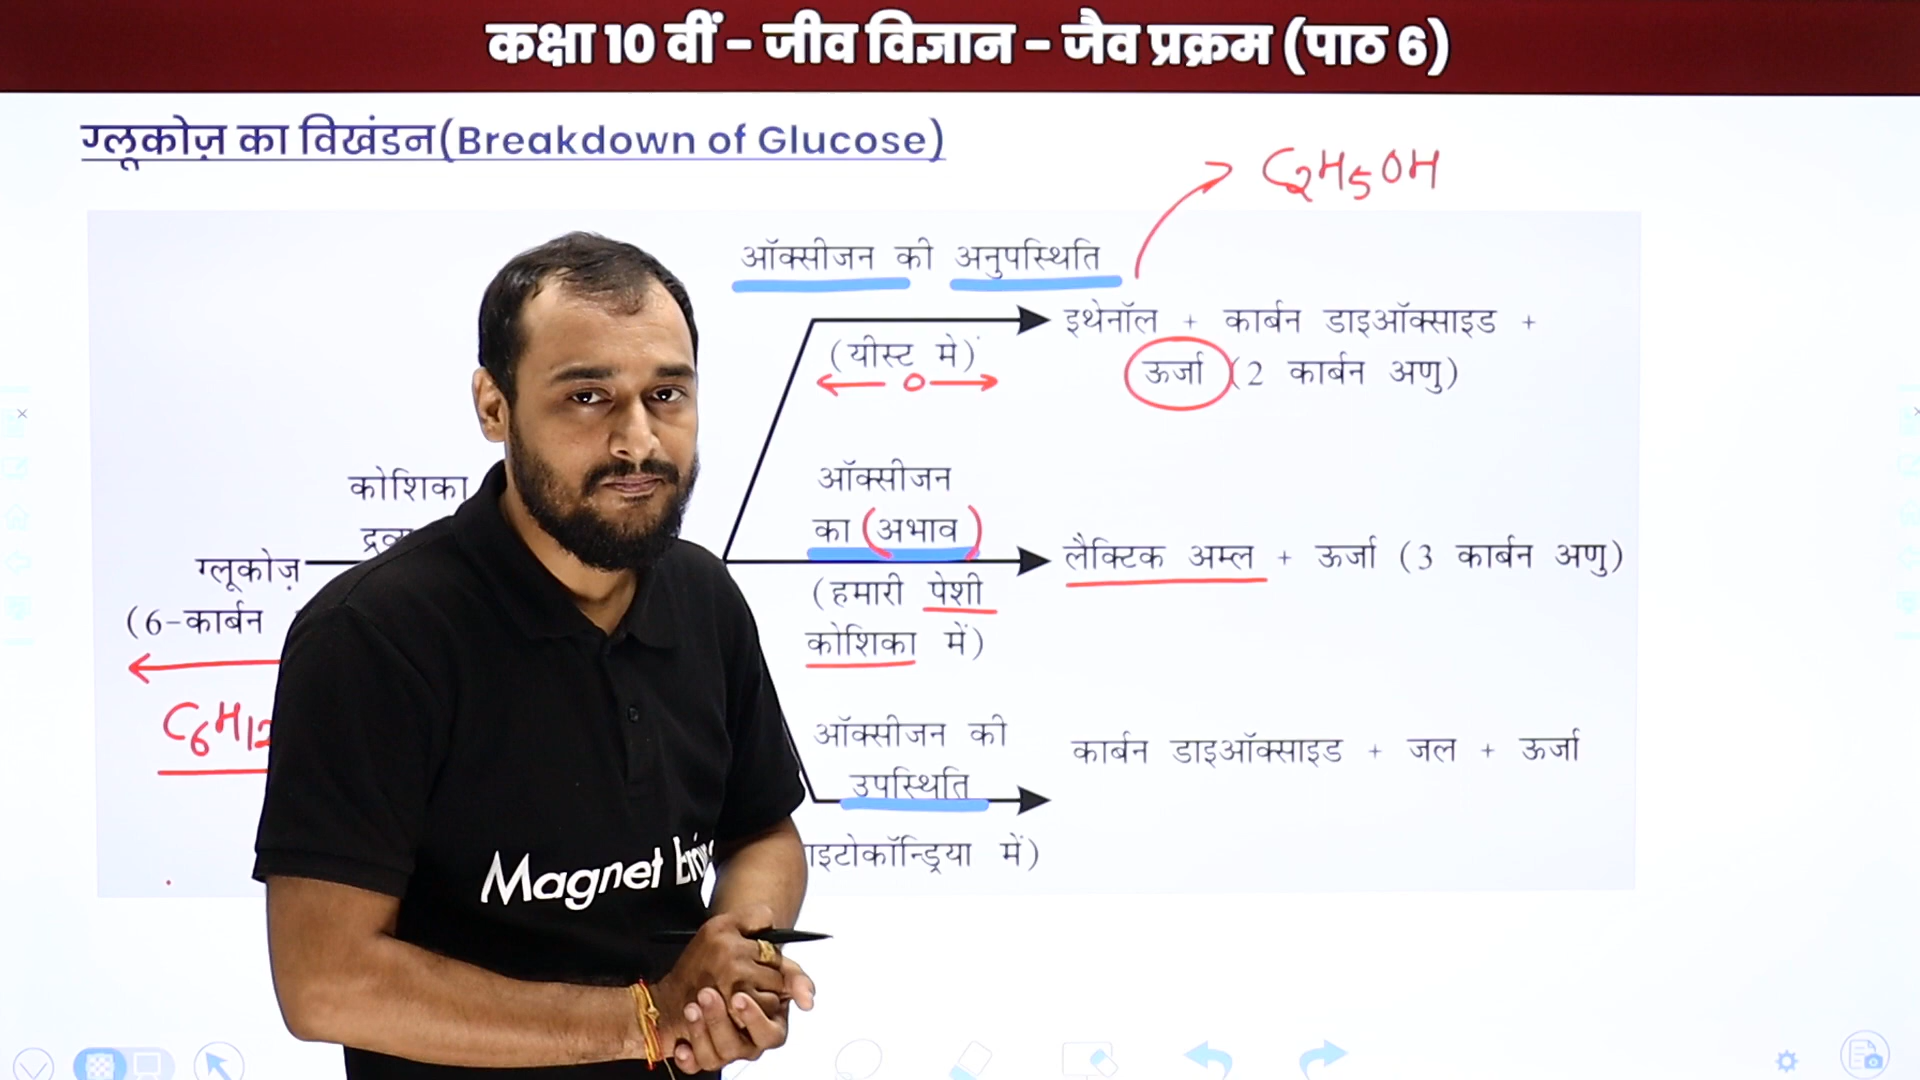 कक्षा 10 वीं - जीव विज्ञान - जैव प्रक्रम (पाठ 6)
ग्लूकोज़ का विखंडन(Breakdown of Glucose)
C2H5OH
ऑक्सीजन की अनुपस्थिति
(यीस्ट में)
इथेनॉल + कार्बन डाइऑक्साइड +
ऊर्जा (2 कार्बन अणु)
कोशिका
ग्लूकोज़
(6-कार्बन
C6H12
ऑक्सीजन
का (अभाव)
(हमारी पेशी
कोशिका में)
लैक्टिक अम्ल + ऊर्जा (3 कार्बन अणु)
ऑक्सीजन की
उपस्थिति
ाइटोकॉन्ड्रिया में)
कार्बन डाइऑक्साइड + जल + ऊर्जा
Magnet